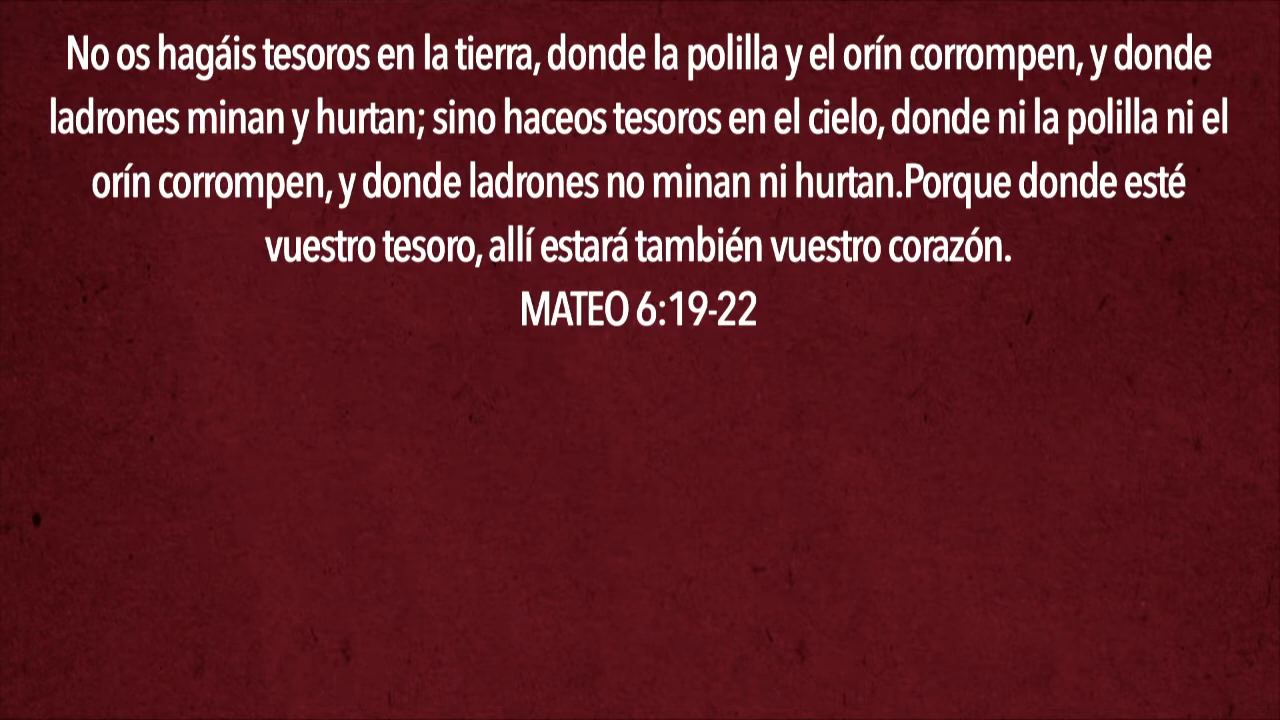 No os hagáis tesoros en la tierra, donde la polilla y el orín corrompen, y donde
ladrones minan y hurtan; sino haceos tesoros en el cielo, donde ni la polilla ni el
orín corrompen, y donde ladrones no minan ni hurtan.Porque donde esté
vuestro tesoro, allí estará también vuestro corazón.
MATEO 6:19-22